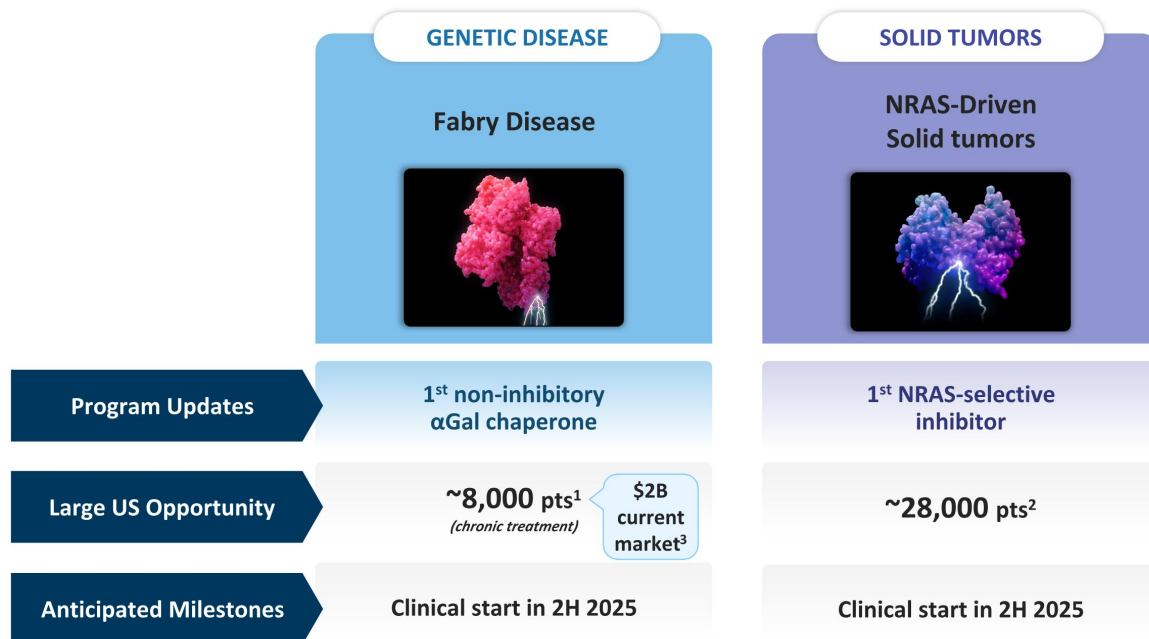 GENETIC DISEASE
SOLID TUMORS
Fabry Disease
NRAS-Driven
Solid tumors
Program Updates
1st non-inhibitory
αGal chaperone
1st NRAS-selective
inhibitor
Large US Opportunity
~8,000 pts1
(chronic treatment)
$2B
current
market3
~28,000 pts2
Anticipated Milestones
Clinical start in 2H 2025
Clinical start in 2H 2025